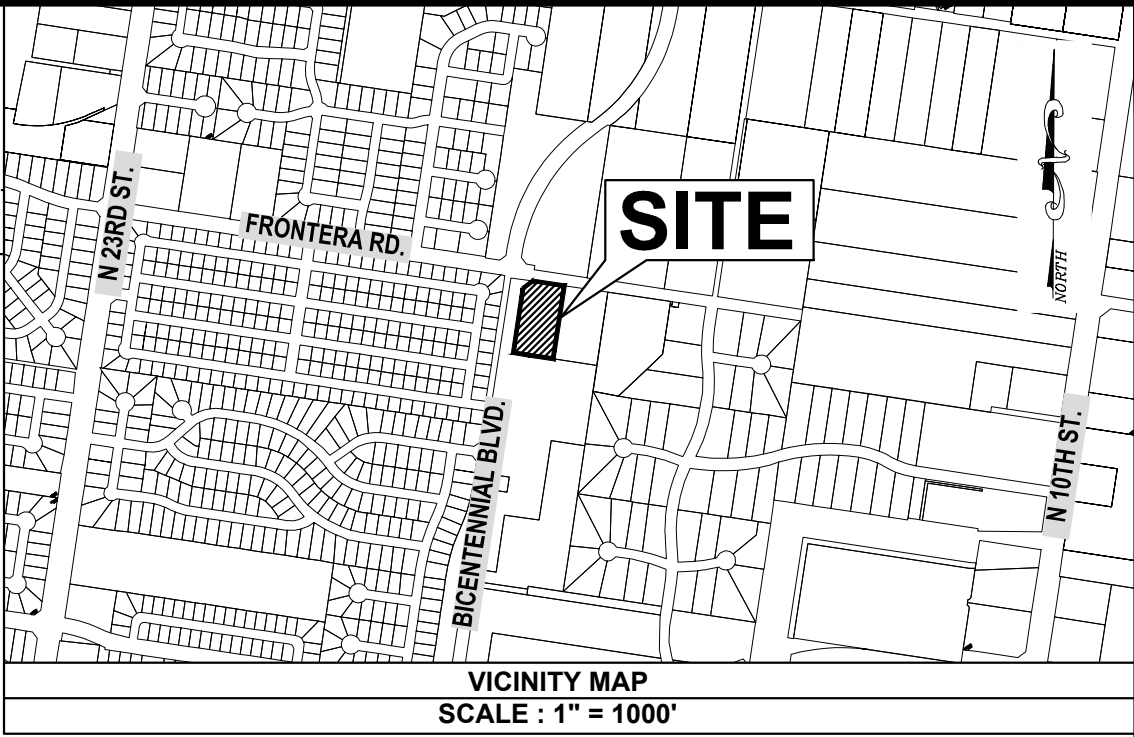 SITE
N 23RD ST.
FRONTERA RD.
NORTH
BICENTENNIAL BLVD.
N 10TH ST.
VICINITY MAP
SCALE : 1" = 1000'